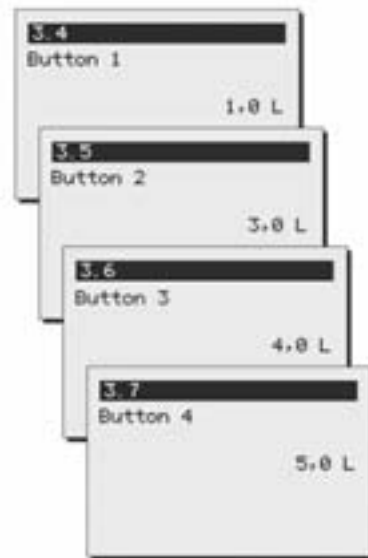 3.4
Button 1
1,0 L
3.5
Button 2
3,0 L
3.6
Button 3
4,0 L
3.7
Button 4
5,0 L